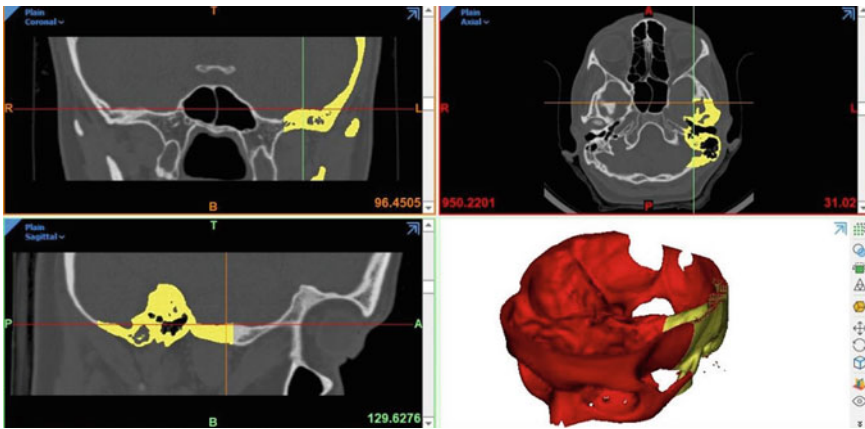 Plain
Coronal
T
R
L
B
96.4505
Plain
Axial
A
R
L
950.2201
P
31.02
Plain
Sagittal
T
P
A
B
129.6276